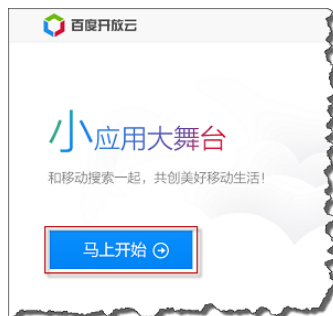 百度开放云
小应用大舞台
和移动搜索一起，共创美好移动生活！
马上开始